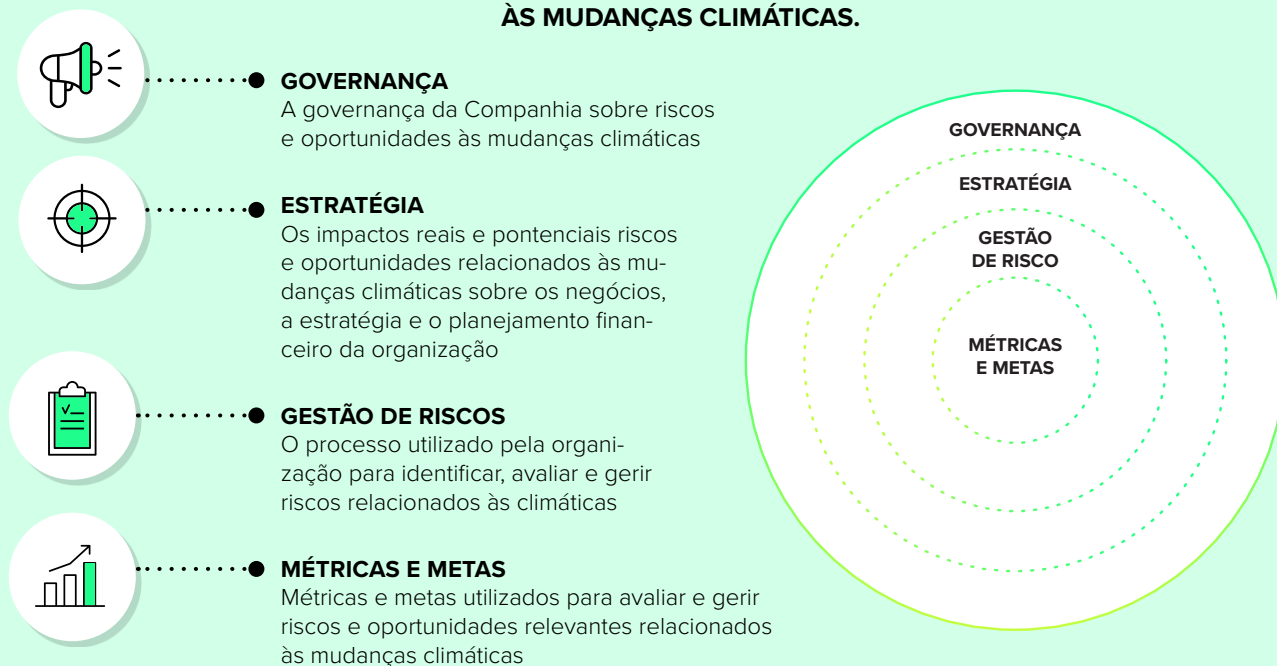 ÀS MUDANÇAS CLIMÁTICAS.
GOVERNANÇA
A governança da Companhia sobre riscos
e oportunidades às mudanças climáticas
ESTRATÉGIA
Os impactos reais e pontenciais riscos
e oportunidades relacionados às mu-
danças climáticas sobre os negócios,
a estratégia e o planejamento finan-
ceiro da organização
GESTÃO DE RISCOS
O processo utilizado pela organi-
zação para identificar, avaliar e gerir
riscos relacionados às climáticas
MÉTRICAS E METAS
Métricas e metas utilizados para avaliar e gerir
riscos e oportunidades relevantes relacionados
às mudanças climáticas
GOVERNANÇA
ESTRATÉGIA
GESTÃO
DE RISCO
MÉTRICAS
E METAS